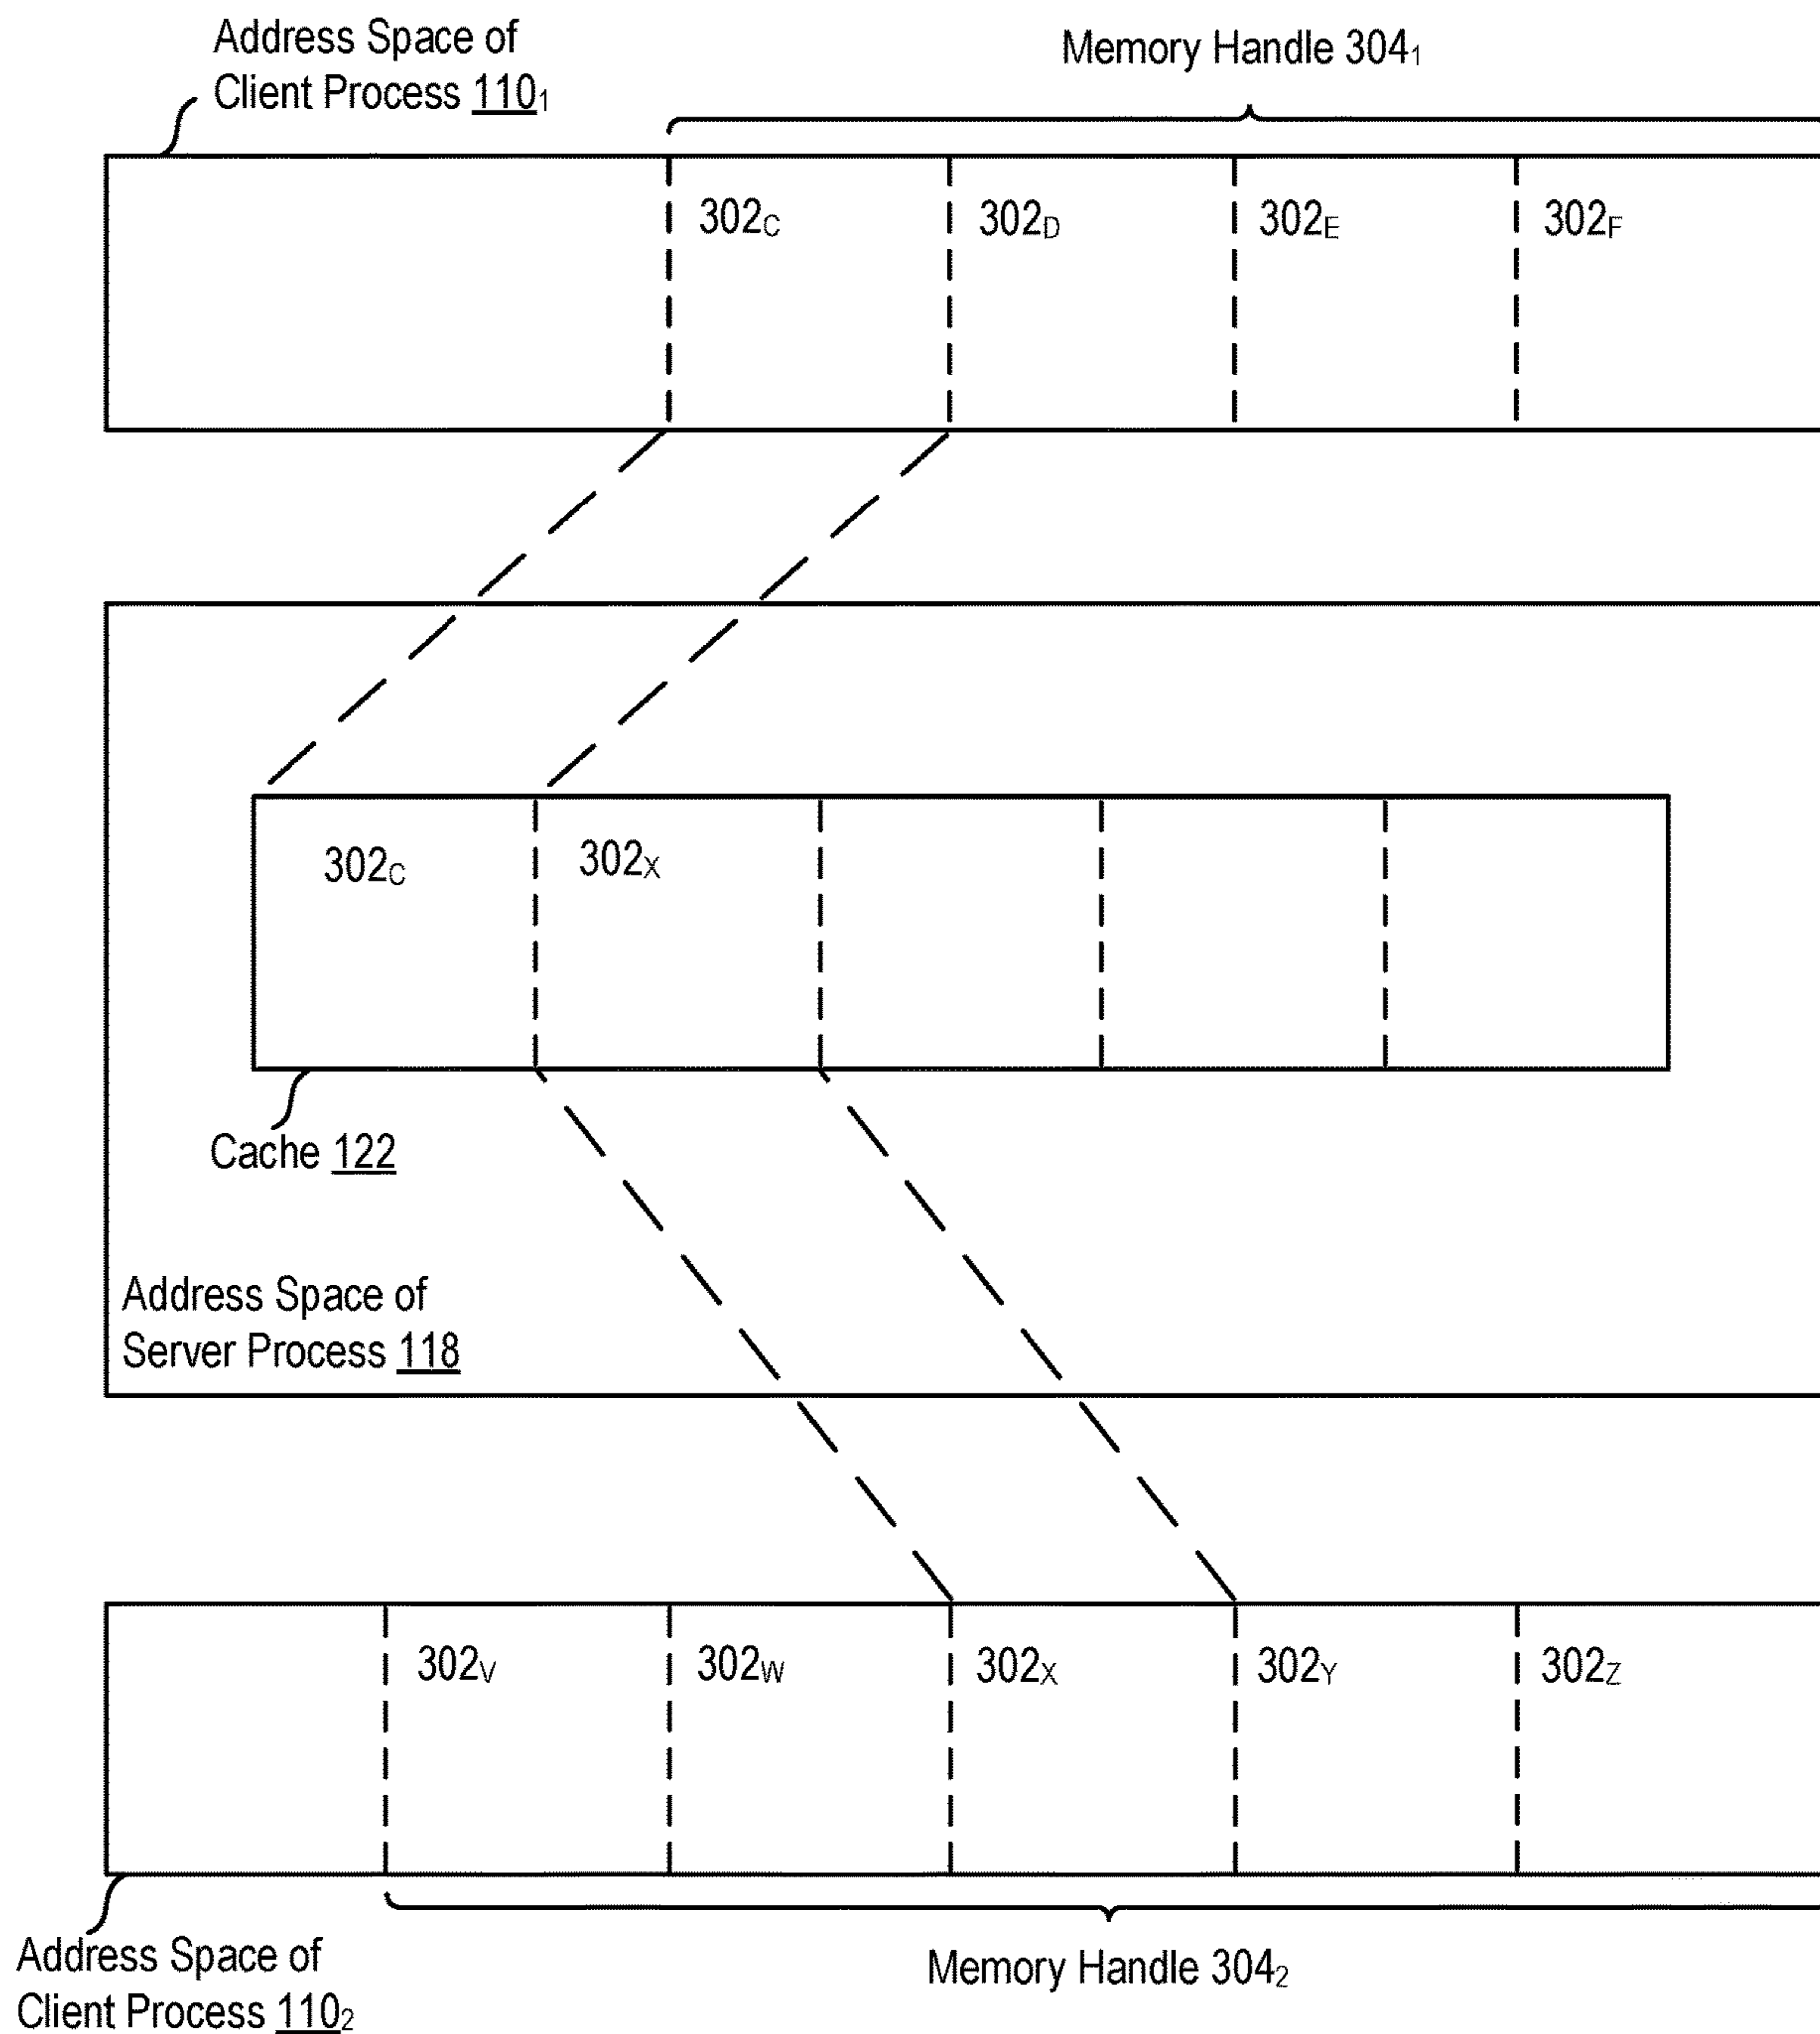 Address Space of
Client Process 110₁
Memory Handle 304₁
302C
302D
302E
302F
302C
302X
Cache 122
Address Space of
Server Process 118
302V
302W
302X
302Y
302Z
Memory Handle 304₂
Address Space of
Client Process 110₂